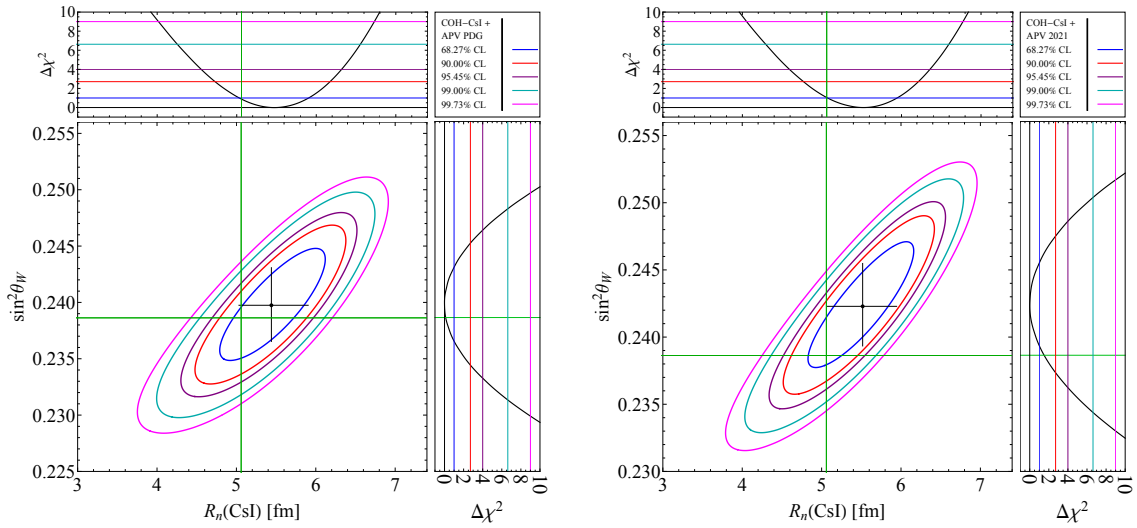 10
8
6
4
2
0
Δχ²
COH−CsI +
APV PDG
68.27% CL
90.00% CL
95.45% CL
99.00% CL
99.73% CL
0.255
0.250
0.245
0.240
0.235
0.230
0.225
sin²θ_W
3
4
5
6
7
R_n(CsI) [fm]
0
2
4
6
8
10
Δχ²
10
8
6
4
2
0
Δχ²
COH−CsI +
APV 2021
68.27% CL
90.00% CL
95.45% CL
99.00% CL
99.73% CL
0.255
0.250
0.245
0.240
0.235
0.230
sin²θ_W
3
4
5
6
7
R_n(CsI) [fm]
0
2
4
6
8
10
Δχ²